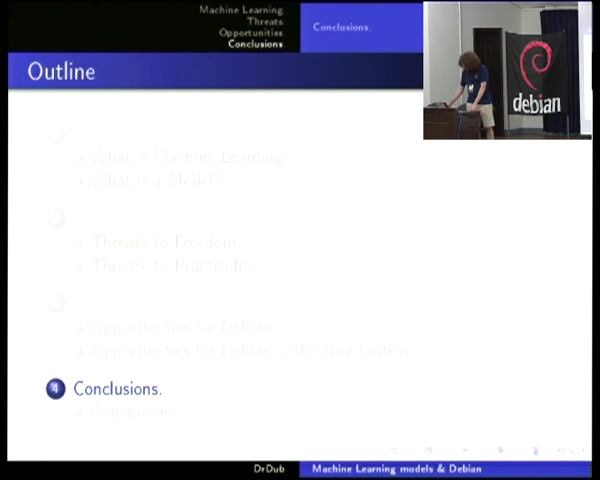 Machine Learning
Threats
Opportunities
Conclusions.
Conclusions.
Outline
What is Machine Learning
What is a Model?
Threats to Freedom
Threats to Practicality
Opportunities for Debian
Opportunities for Debian with other Distros
4 Conclusions.
Conclusions
debian
DrDub
Machine Learning models & Debian